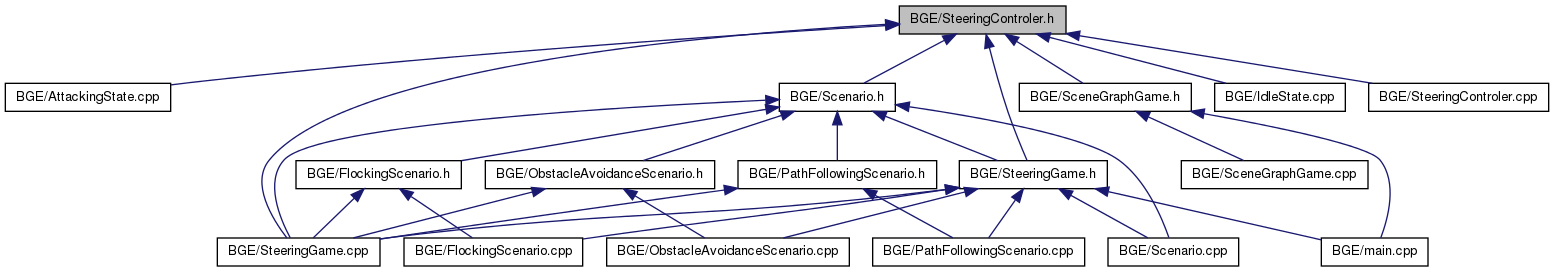 BGE/SteeringControler.h
BGE/AttackingState.cpp
BGE/Scenario.h
BGE/SceneGraphGame.h
BGE/IdleState.cpp
BGE/SteeringControler.cpp
BGE/FlockingScenario.h
BGE/ObstacleAvoidanceScenario.h
BGE/PathFollowingScenario.h
BGE/SteeringGame.h
BGE/SceneGraphGame.cpp
BGE/SteeringGame.cpp
BGE/FlockingScenario.cpp
BGE/ObstacleAvoidanceScenario.cpp
BGE/PathFollowingScenario.cpp
BGE/Scenario.cpp
BGE/main.cpp